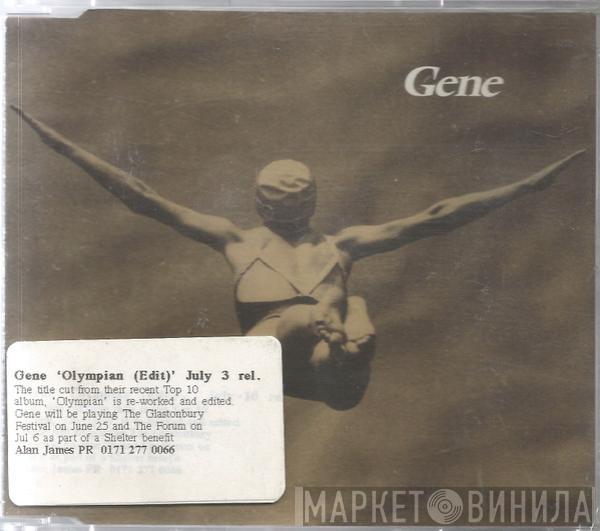 Gene
Gene ‘Olympian (Edit)’ July 3 rel.
The title cut from their recent Top 10
album, ‘Olympian’ is re-worked and edited.
Gene will be playing The Glastonbury
Festival on June 25 and The Forum on
Jul 6 as part of a Shelter benefit
Alan James PR 0171 277 0066
МАРКЕТ ВИНИЛА